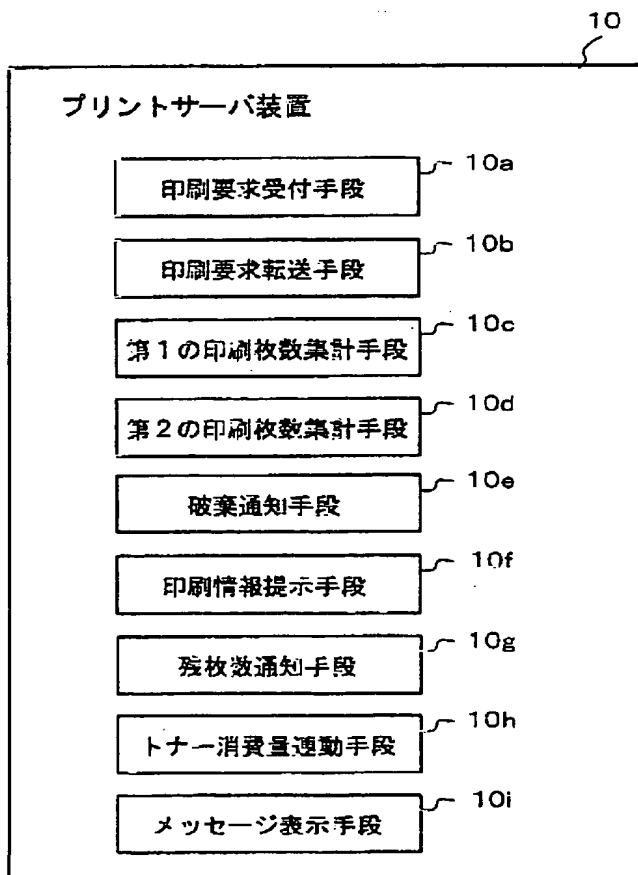 10
プリントサーバ装置
印刷要求受付手段 10a
印刷要求転送手段 10b
第1の印刷枚数集計手段 10c
第2の印刷枚数集計手段 10d
破棄通知手段 10e
印刷情報提示手段 10f
残枚数通知手段 10g
トナー消費量連動手段 10h
メッセージ表示手段 10i